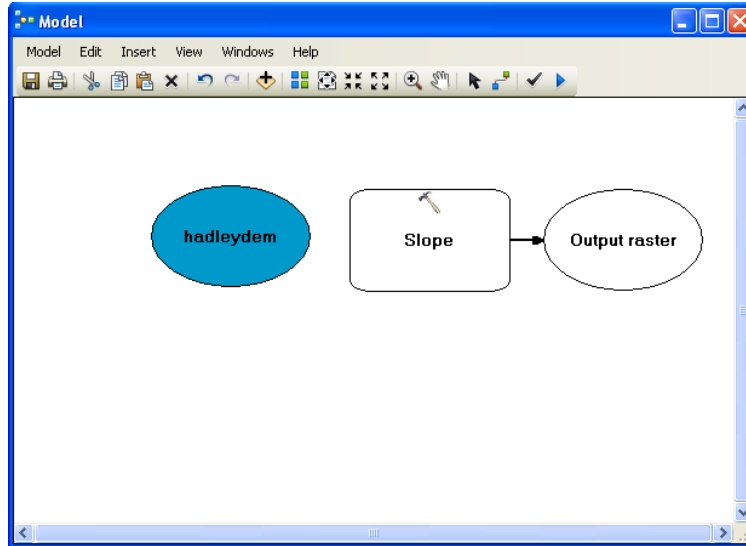 Model
Model Edit Insert View Windows Help
hadleydem
Slope
Output raster